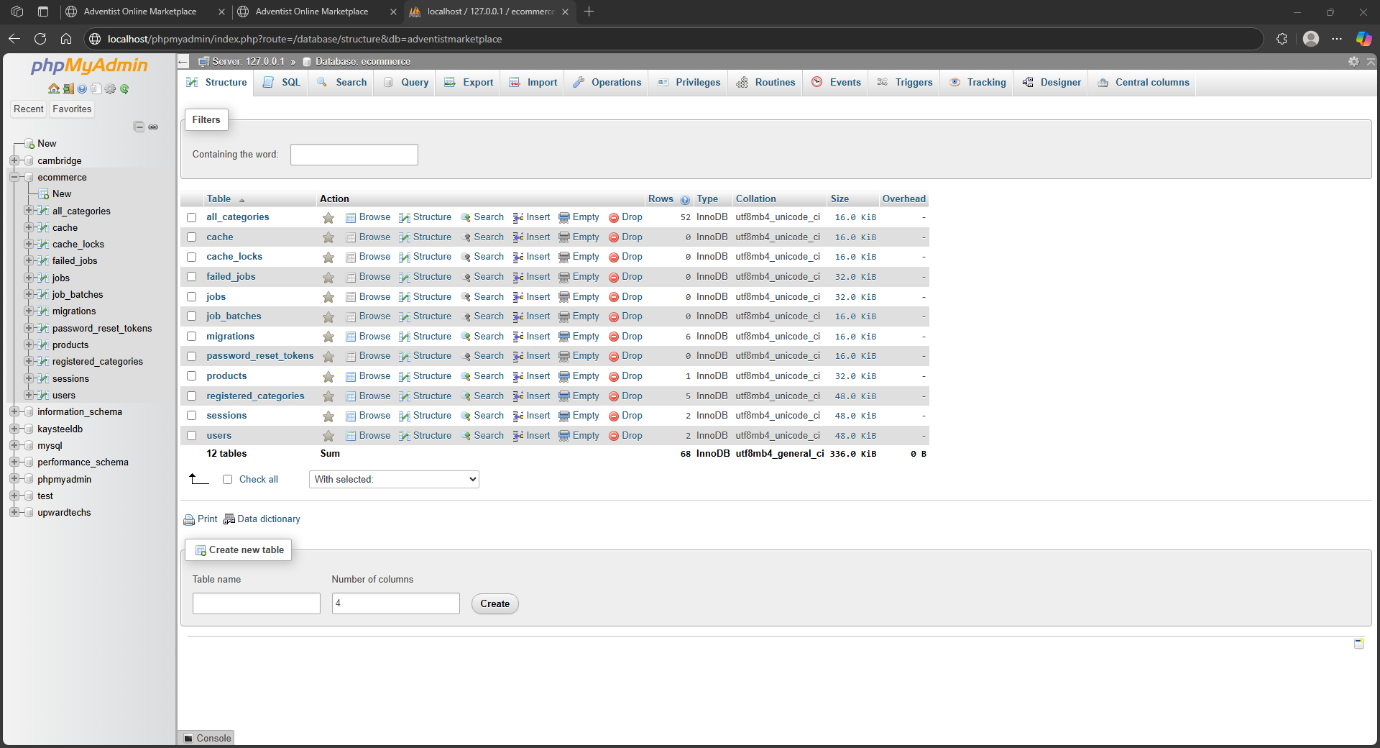 Adventist Online Marketplace
Adventist Online Marketplace
localhost / 127.0.0.1 / ecommerce
localhost/phpmyadmin/index.php?route=/database/structure&db=adventistmarketplace
phpMyAdmin
Recent Favorites
New
cambridge
ecommerce
New
all_categories
cache
cache_locks
failed_jobs
jobs
job_batches
migrations
password_reset_tokens
products
registered_categories
sessions
users
information_schema
kaysteeldb
mysql
performance_schema
phpmyadmin
test
upwardtechs
Server: 127.0.0.1 » Database: ecommerce
Structure SQL Search Query Export Import Operations Privileges Routines Events Triggers Tracking Designer Central columns
Filters
Containing the word:
Table Action Rows Type Collation Size Overhead
all_categories Browse Structure Search Insert Empty Drop 52 InnoDB utf8mb4_unicode_ci 16.0 KiB -
cache Browse Structure Search Insert Empty Drop 0 InnoDB utf8mb4_unicode_ci 16.0 KiB -
cache_locks Browse Structure Search Insert Empty Drop 0 InnoDB utf8mb4_unicode_ci 16.0 KiB -
failed_jobs Browse Structure Search Insert Empty Drop 0 InnoDB utf8mb4_unicode_ci 32.0 KiB -
jobs Browse Structure Search Insert Empty Drop 0 InnoDB utf8mb4_unicode_ci 32.0 KiB -
job_batches Browse Structure Search Insert Empty Drop 0 InnoDB utf8mb4_unicode_ci 16.0 KiB -
migrations Browse Structure Search Insert Empty Drop 6 InnoDB utf8mb4_unicode_ci 16.0 KiB -
password_reset_tokens Browse Structure Search Insert Empty Drop 0 InnoDB utf8mb4_unicode_ci 16.0 KiB -
products Browse Structure Search Insert Empty Drop 1 InnoDB utf8mb4_unicode_ci 32.0 KiB -
registered_categories Browse Structure Search Insert Empty Drop 5 InnoDB utf8mb4_unicode_ci 48.0 KiB -
sessions Browse Structure Search Insert Empty Drop 2 InnoDB utf8mb4_unicode_ci 48.0 KiB -
users Browse Structure Search Insert Empty Drop 2 InnoDB utf8mb4_unicode_ci 48.0 KiB -
12 tables Sum 68 InnoDB utf8mb4_general_ci 336.0 KiB 0 B
Check all With selected:
Print Data dictionary
Create new table
Table name Number of columns
4 Create
Console